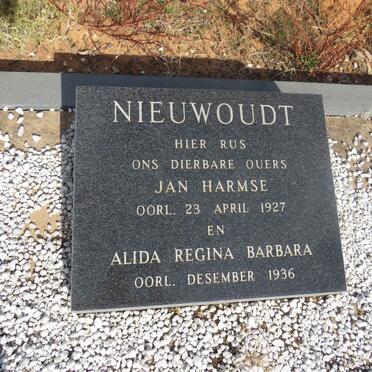 NIEUWOUDT
HIER RUS
ONS DIERBARE OUERS
JAN HARMSE
OORL. 23 APRIL 1927
EN
ALIDA REGINA BARBARA
OORL. DESEMBER 1936